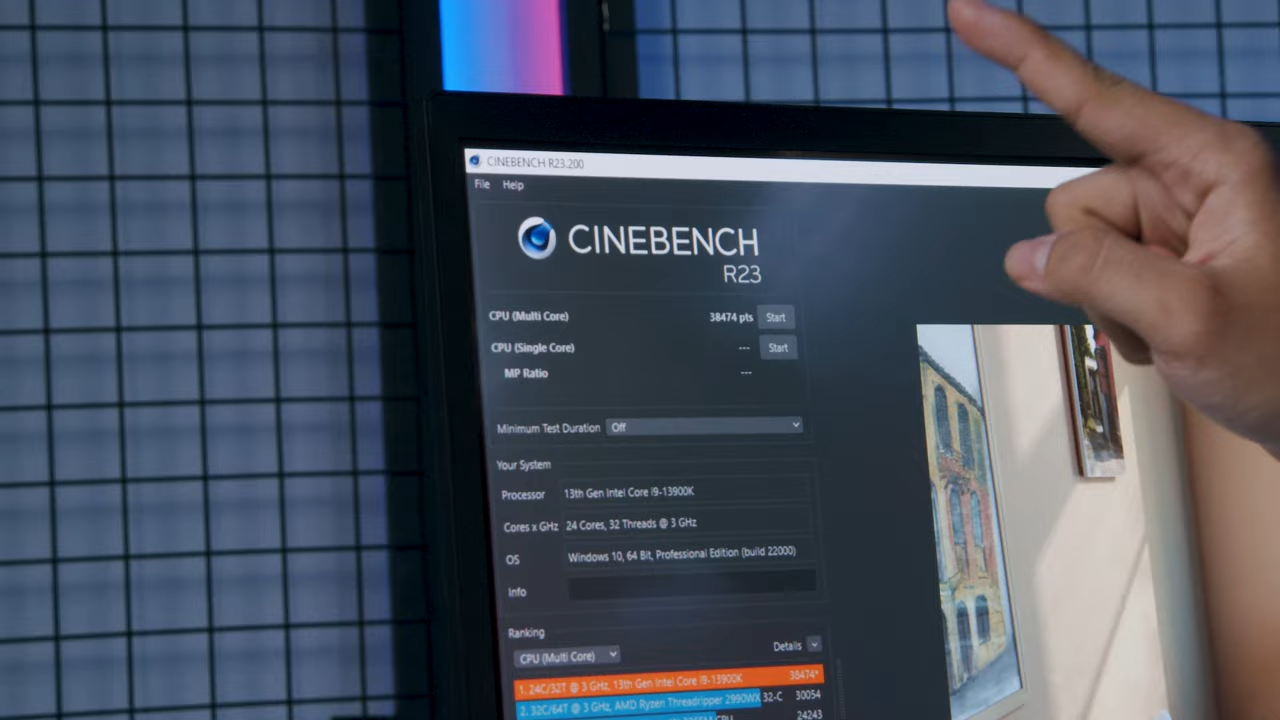 CINEBENCH R23.200
File Help
CINEBENCH
R23
CPU (Multi Core) 38474 pts Start
CPU (Single Core) --- Start
MP Ratio ---
Minimum Test Duration Off
Your System
Processor 13th Gen Intel Core i9-13900K
Cores x GHz 24 Cores, 32 Threads @ 3 GHz
OS Windows 10, 64 Bit, Professional Edition (build 22000)
Info
Ranking
CPU (Multi Core) Details
1. 24C/32T @ 3 GHz, 13th Gen Intel Core i9-13900K 38474*
2. 32C/64T @ 3 GHz, AMD Ryzen Threadripper 2990WX 32-C 30054
CPU 24243